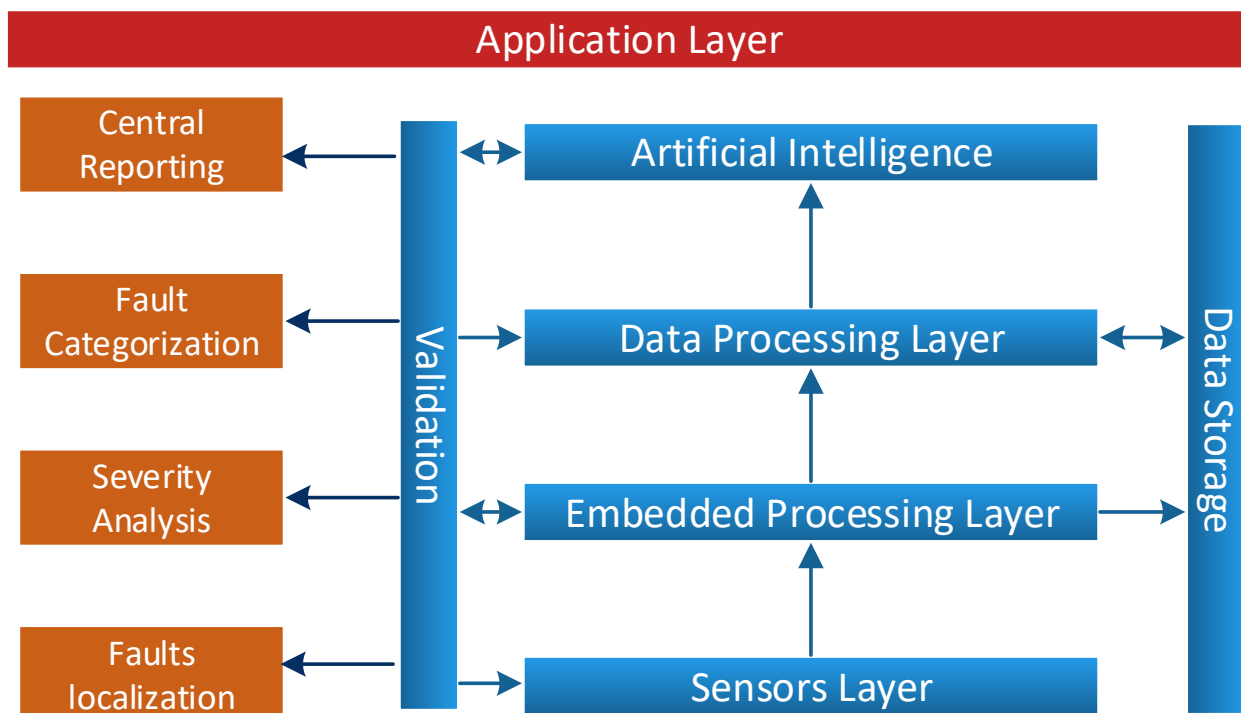 Application Layer
Central
Reporting
Artificial Intelligence
Fault
Categorization
Data Processing Layer
Validation
Data Storage
Severity
Analysis
Embedded Processing Layer
Faults
localization
Sensors Layer